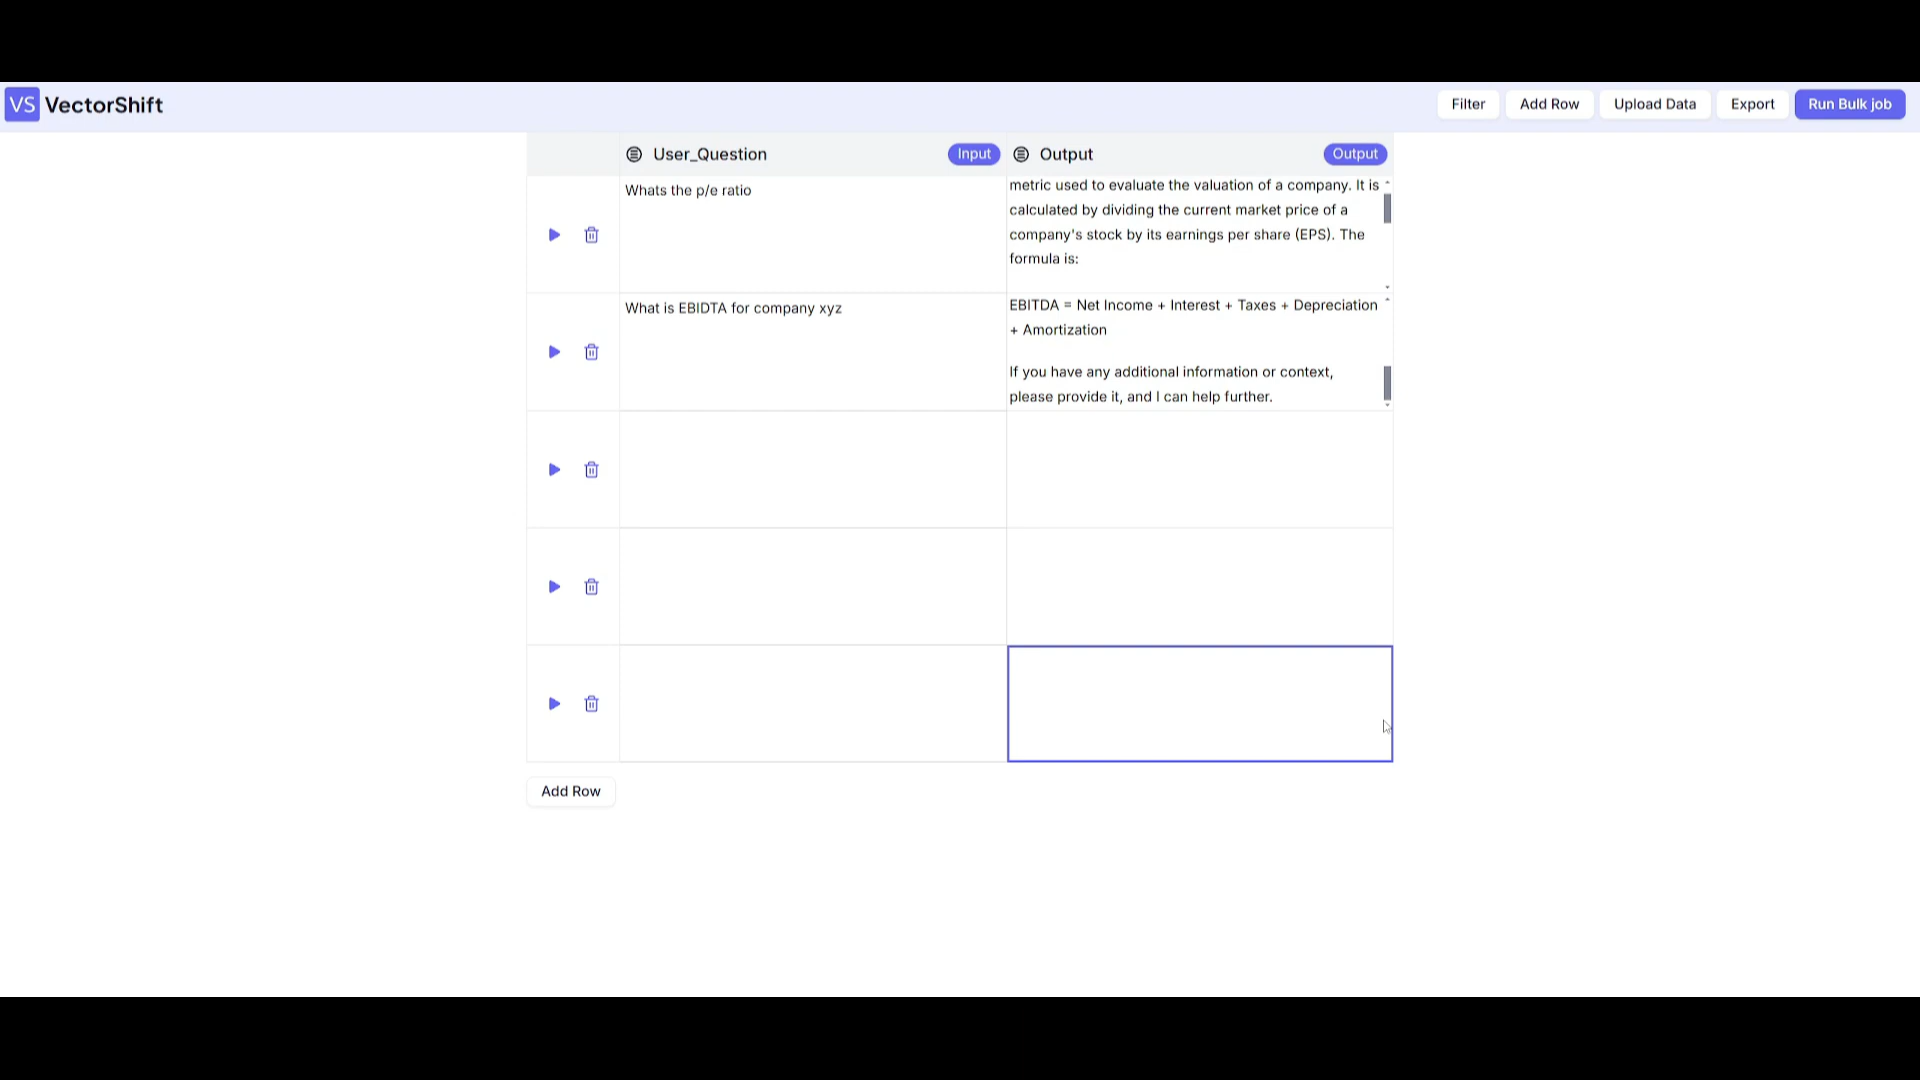 VS VectorShift
Filter
Add Row
Upload Data
Export
Run Bulk job
User_Question
Input
Output
Output
Whats the p/e ratio
metric used to evaluate the valuation of a company. It is
calculated by dividing the current market price of a
company's stock by its earnings per share (EPS). The
formula is:
What is EBIDTA for company xyz
EBITDA = Net Income + Interest + Taxes + Depreciation
+ Amortization
If you have any additional information or context,
please provide it, and I can help further.
Add Row